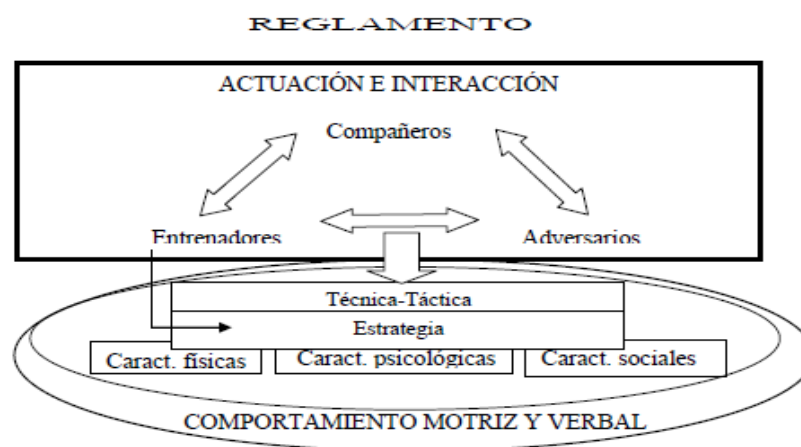 REGLAMENTO
ACTUACIÓN E INTERACCIÓN
Compañeros
Entrenadores
Adversarios
Técnica-Táctica
Estrategia
Caract. físicas
Caract. psicológicas
Caract. sociales
COMPORTAMIENTO MOTRIZ Y VERBAL